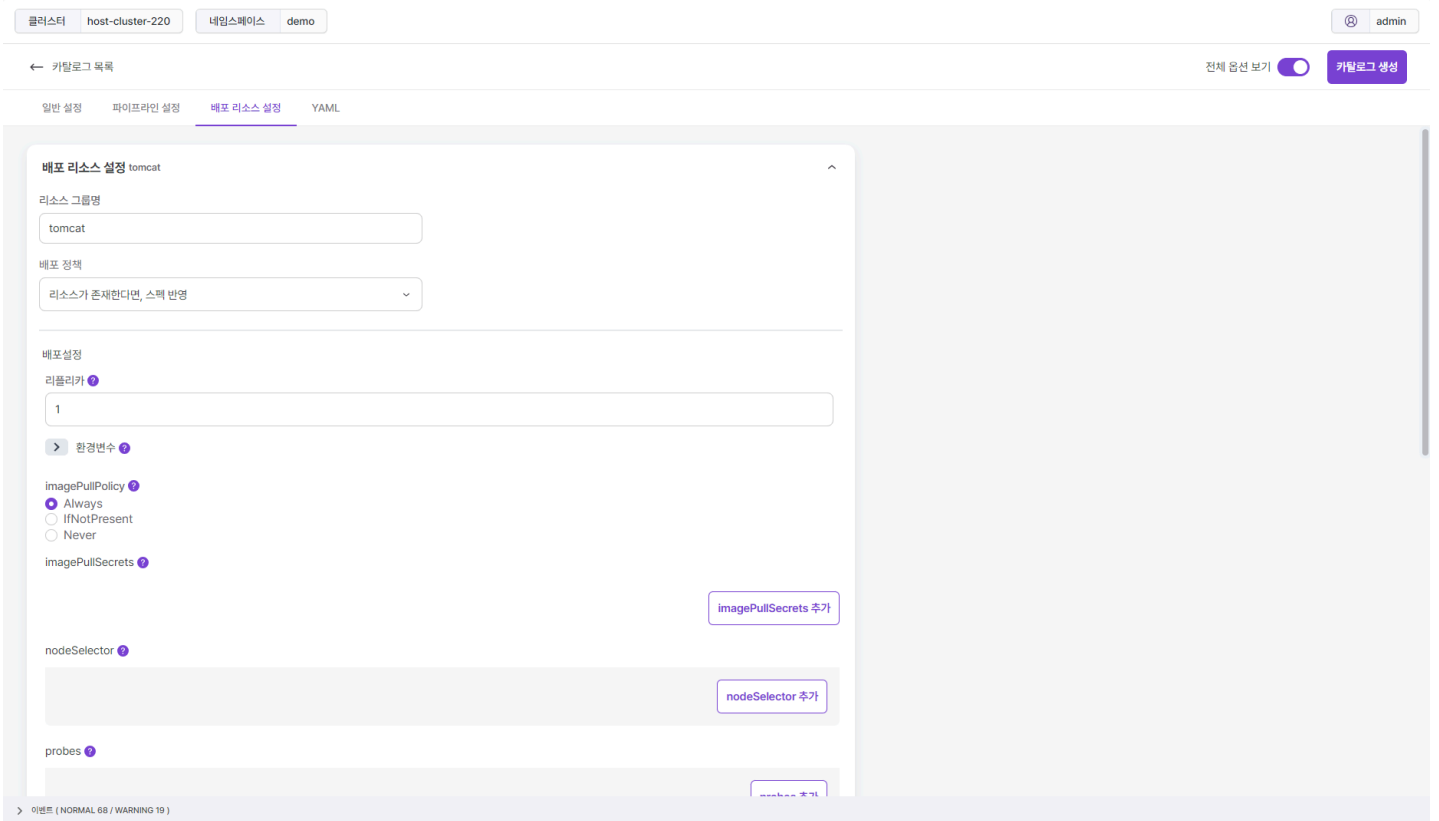 클러스터 host-cluster-220 네임스페이스 demo admin
카탈로그 목록 전체 옵션 보기 카탈로그 생성
일반 설정 파이프라인 설정 배포 리소스 설정 YAML
배포 리소스 설정 tomcat
리소스 그룹명
tomcat
배포 정책
리소스가 존재한다면, 스펙 반영
배포설정
리플리카 ?
1
환경변수 ?
imagePullPolicy ?
Always
IfNotPresent
Never
imagePullSecrets ?
imagePullSecrets 추가
nodeSelector ?
nodeSelector 추가
probes ?
probes 추가
이벤트 ( NORMAL 68 / WARNING 19 )